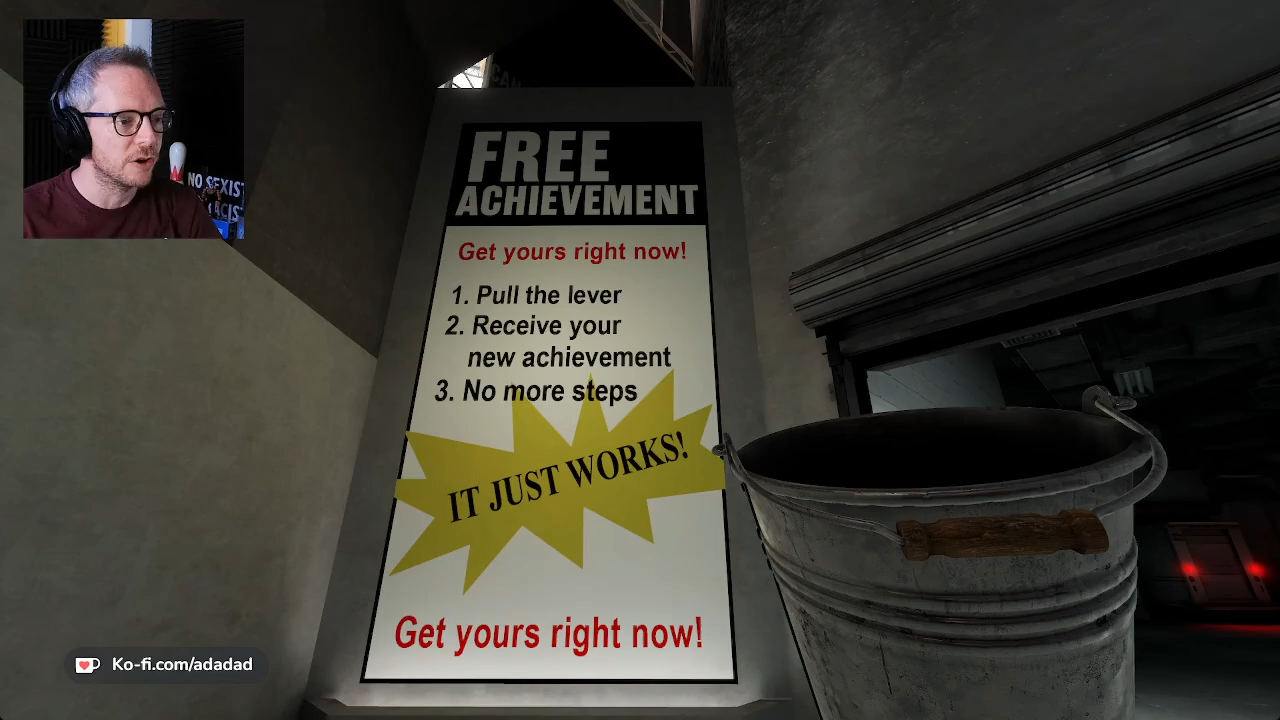 NO SEXIST
FREE
ACHIEVEMENT
Get yours right now!
1. Pull the lever
2. Receive your
new achievement
3. No more steps
IT JUST WORKS!
Get yours right now!
Ko-fi.com/adadad